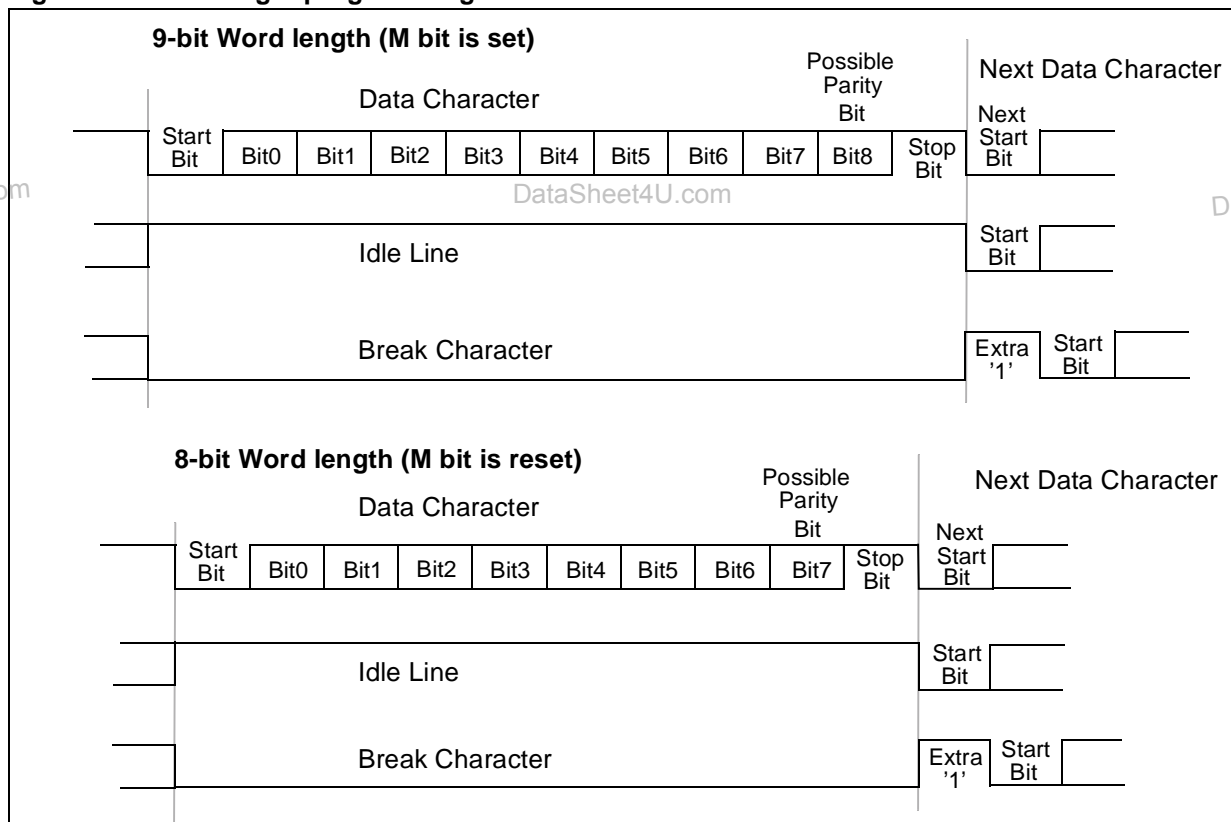 9-bit Word length (M bit is set)
Possible
Parity
Bit
Next Data Character
Data Character
Start
Bit
Bit0 Bit1 Bit2 Bit3 Bit4 Bit5 Bit6 Bit7 Bit8
Stop
Bit
Next
Start
Bit
om
DataSheet4U.com
D
Idle Line
Start
Bit
Break Character
Extra
'1'
Start
Bit
8-bit Word length (M bit is reset)
Possible
Parity
Bit
Next Data Character
Data Character
Start
Bit
Bit0 Bit1 Bit2 Bit3 Bit4 Bit5 Bit6 Bit7
Stop
Bit
Next
Start
Bit
Idle Line
Start
Bit
Break Character
Extra
'1'
Start
Bit